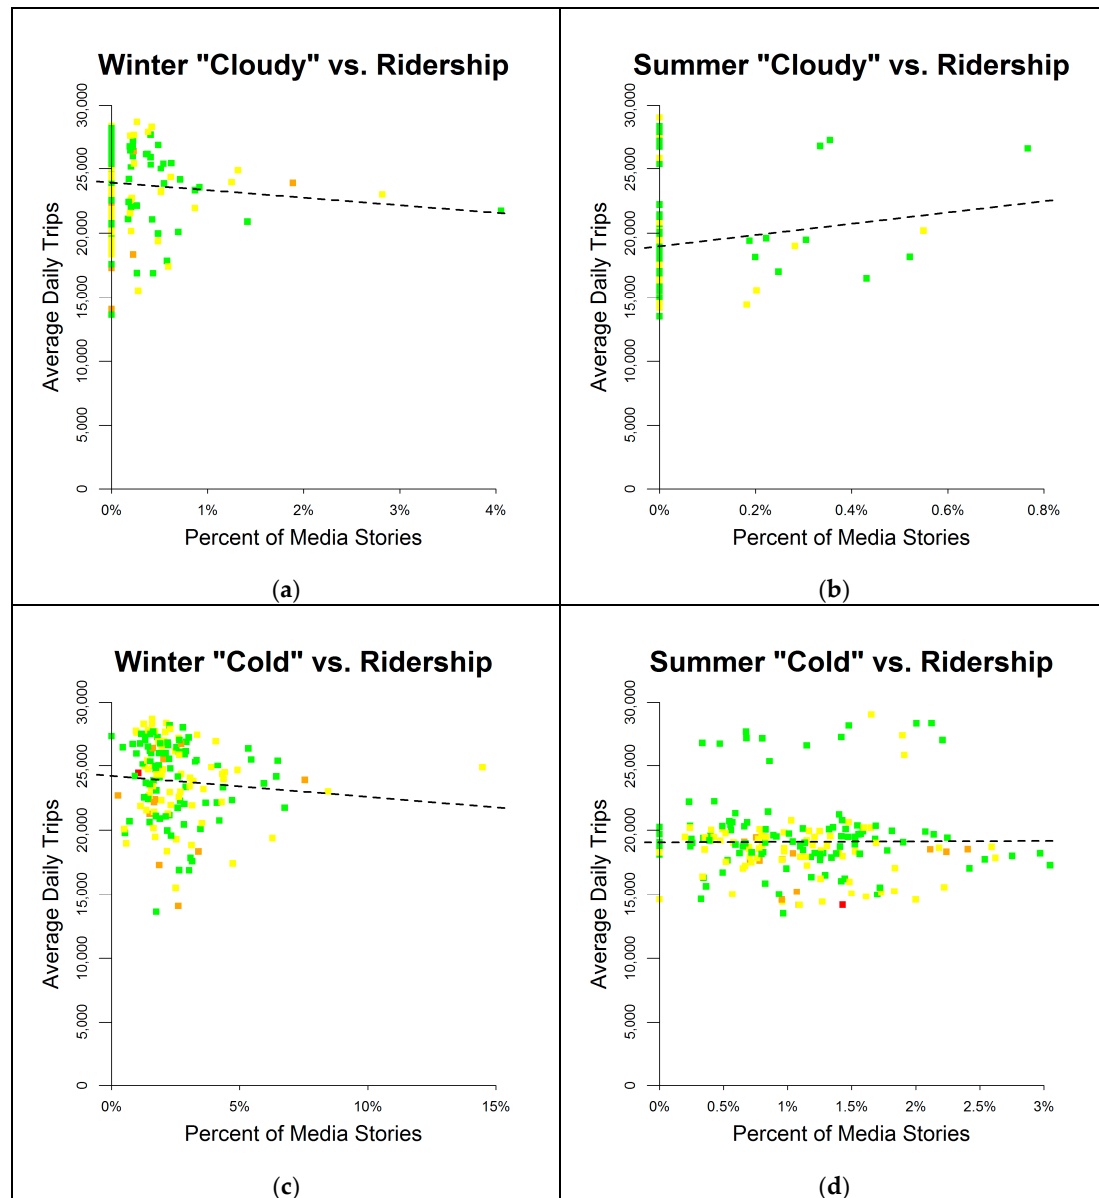 Winter "Cloudy" vs. Ridership
Average Daily Trips
30,000
25,000
20,000
15,000
10,000
5,000
0
0% 1% 2% 3% 4%
Percent of Media Stories
(a)
Summer "Cloudy" vs. Ridership
Average Daily Trips
30,000
25,000
20,000
15,000
10,000
5,000
0
0% 0.2% 0.4% 0.6% 0.8%
Percent of Media Stories
(b)
Winter "Cold" vs. Ridership
Average Daily Trips
30,000
25,000
20,000
15,000
10,000
5,000
0
0% 5% 10% 15%
Percent of Media Stories
(c)
Summer "Cold" vs. Ridership
Average Daily Trips
30,000
25,000
20,000
15,000
10,000
5,000
0
0% 0.5% 1% 1.5% 2% 2.5% 3%
Percent of Media Stories
(d)